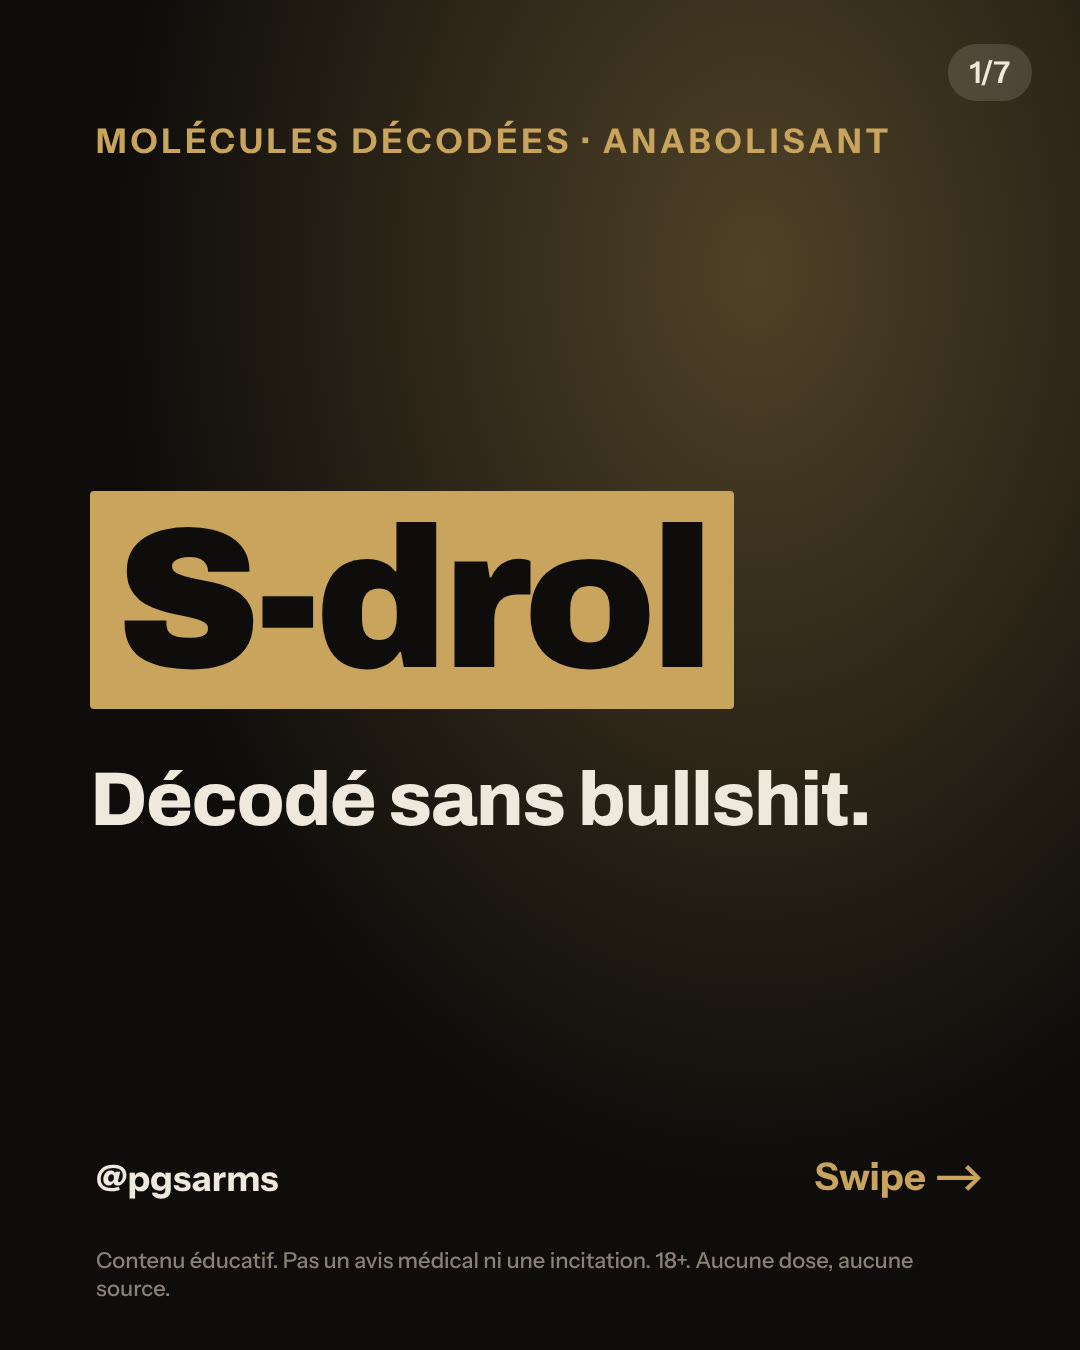 1/7
MOLÉCULES DÉCODÉES · ANABOLISANT
S-drol
Décodé sans bullshit.
@pgsarms
Swipe →
Contenu éducatif. Pas un avis médical ni une incitation. 18+. Aucune dose, aucune
source.